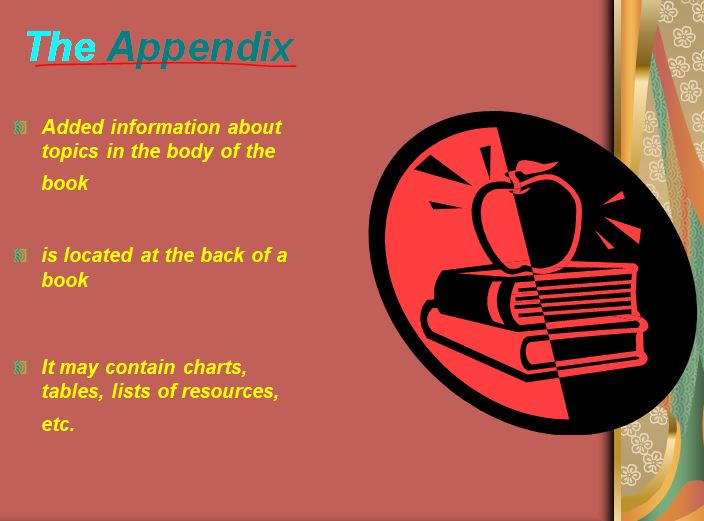 The Appendix
Added information about
topics in the body of the
book
is located at the back of a
book
It may contain charts,
tables, lists of resources,
etc.